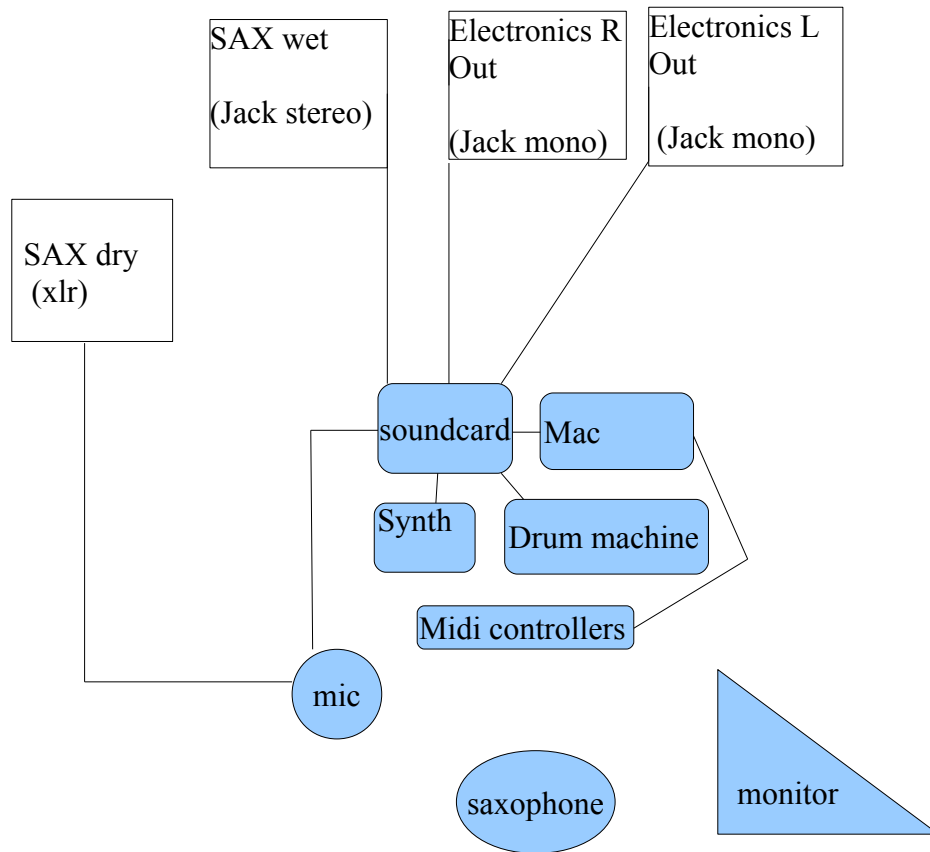 SAX wet
(Jack stereo)
Electronics R
Out
(Jack mono)
Electronics L
Out
(Jack mono)
SAX dry
(xlr)
soundcard
Mac
Synth
Drum machine
Midi controllers
mic
saxophone
monitor